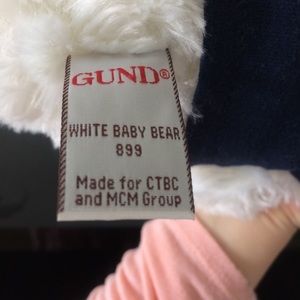 GUND®
WHITE BABY BEAR
899
Made for CTBC
and MCM Group